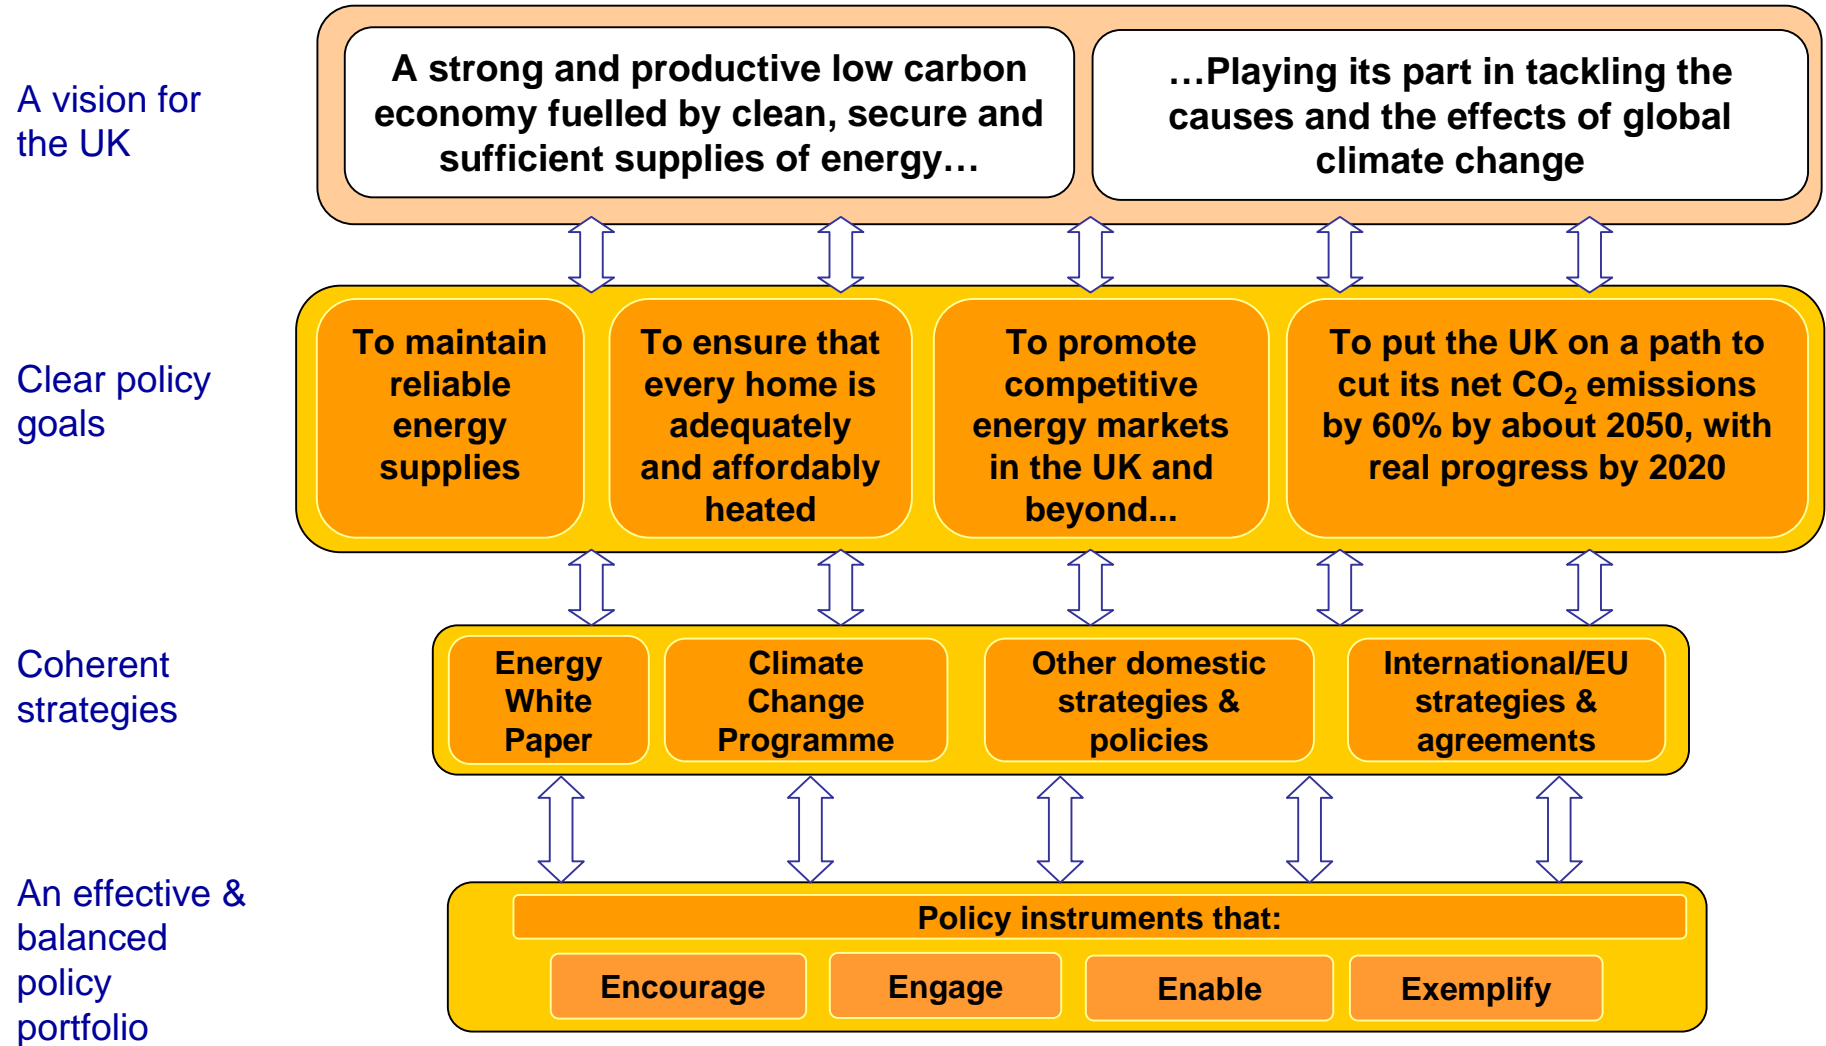 A vision for
the UK
A strong and productive low carbon
economy fuelled by clean, secure and
sufficient supplies of energy…
…Playing its part in tackling the
causes and the effects of global
climate change
Clear policy
goals
To maintain
reliable
energy
supplies
To ensure that
every home is
adequately
and affordably
heated
To promote
competitive
energy markets
in the UK and
beyond...
To put the UK on a path to
cut its net CO₂ emissions
by 60% by about 2050, with
real progress by 2020
Coherent
strategies
Energy
White
Paper
Climate
Change
Programme
Other domestic
strategies &
policies
International/EU
strategies &
agreements
An effective &
balanced
policy
portfolio
Policy instruments that:
Encourage
Engage
Enable
Exemplify